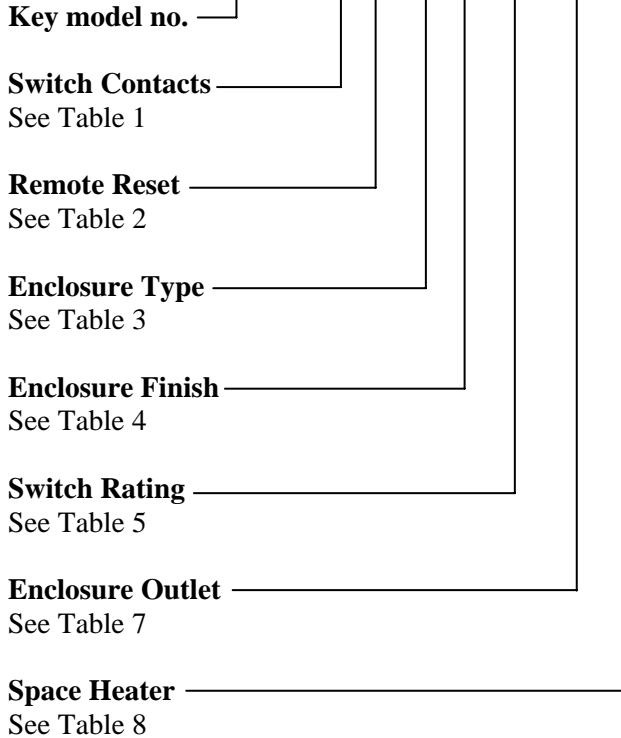 Key model no.
Switch Contacts
See Table 1
Remote Reset
See Table 2
Enclosure Type
See Table 3
Enclosure Finish
See Table 4
Switch Rating
See Table 5
Enclosure Outlet
See Table 7
Space Heater
See Table 8